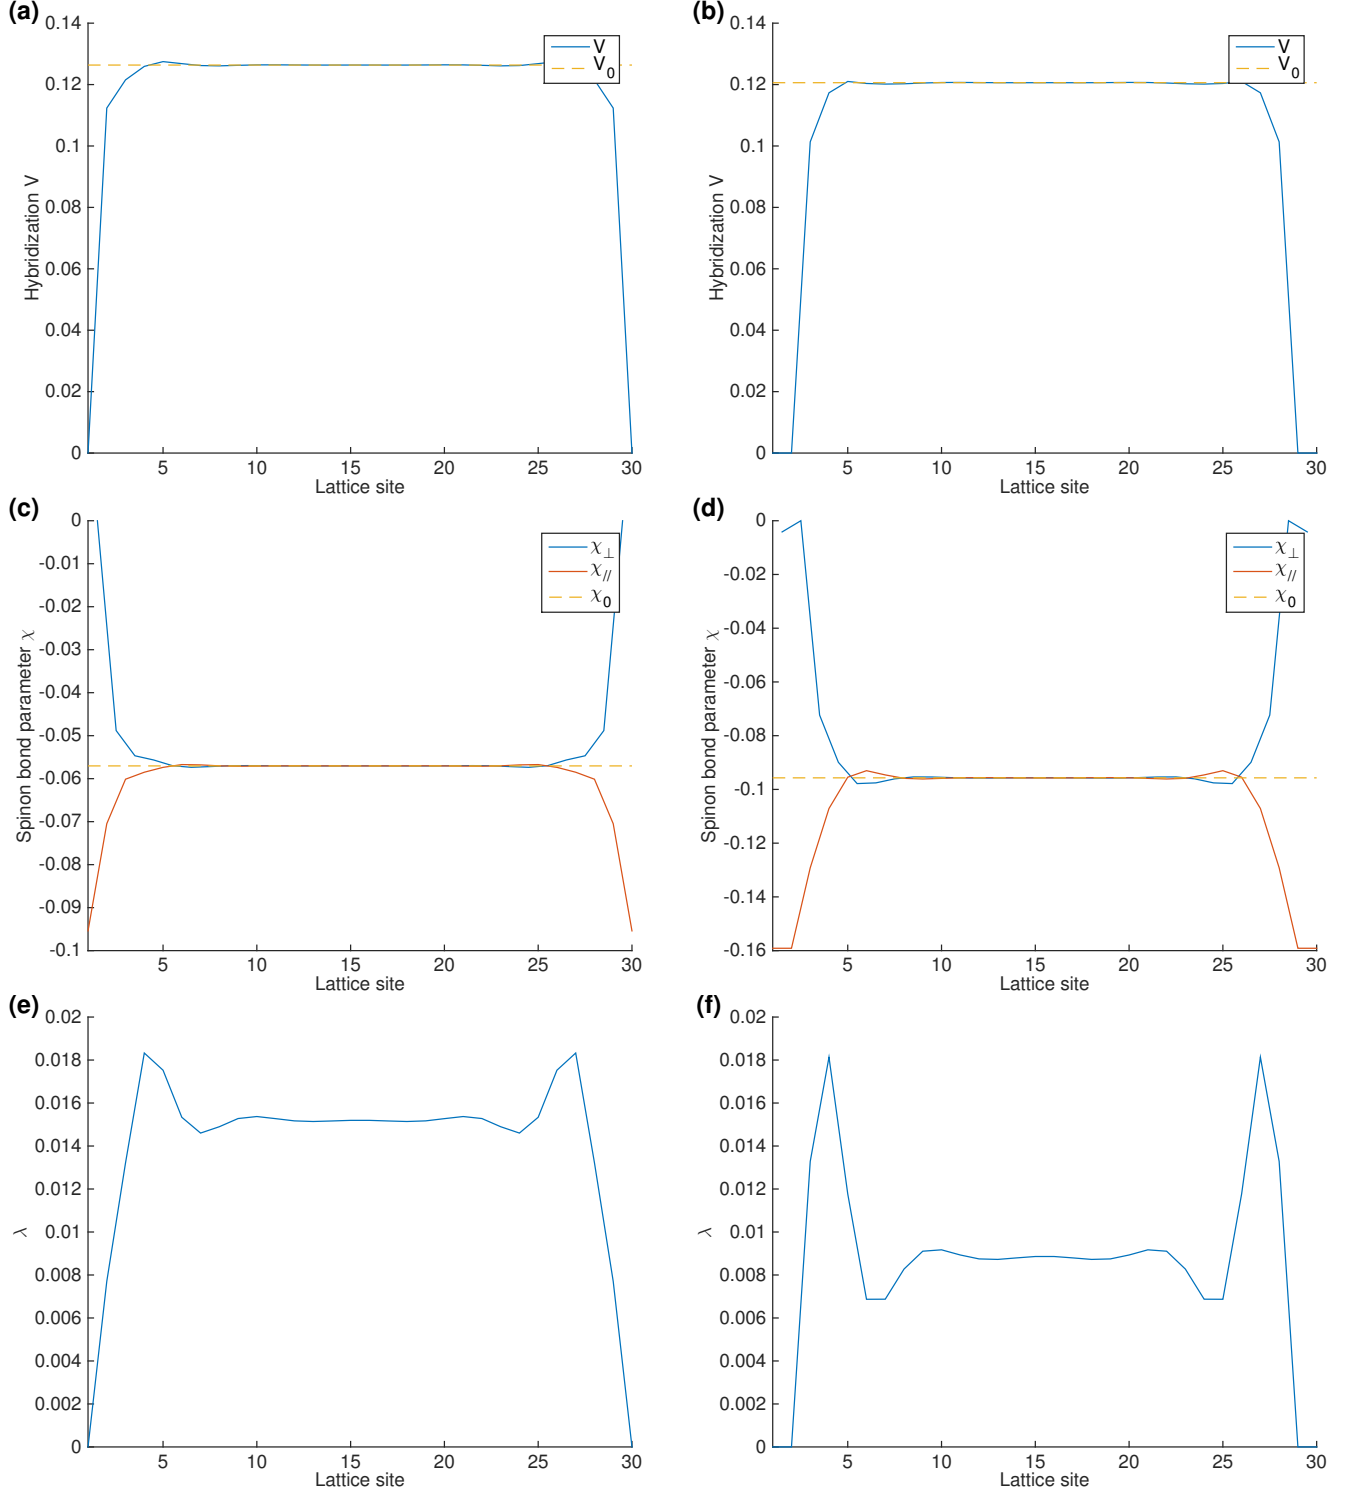 (a)
0.14
0.12
0.1
0.08
0.06
0.04
0.02
0
Hybridization V
5 10 15 20 25 30
Lattice site
V
V0
(b)
0.14
0.12
0.1
0.08
0.06
0.04
0.02
0
Hybridization V
5 10 15 20 25 30
Lattice site
V
V0
(c)
0
-0.01
-0.02
-0.03
-0.04
-0.05
-0.06
-0.07
-0.08
-0.09
-0.1
Spinon bond parameter χ
5 10 15 20 25 30
Lattice site
χ⊥
χ//
χ0
(d)
0
-0.02
-0.04
-0.06
-0.08
-0.1
-0.12
-0.14
-0.16
Spinon bond parameter χ
5 10 15 20 25 30
Lattice site
χ⊥
χ//
χ0
(e)
0.02
0.018
0.016
0.014
0.012
0.01
0.008
0.006
0.004
0.002
0
λ
5 10 15 20 25 30
Lattice site
(f)
0.02
0.018
0.016
0.014
0.012
0.01
0.008
0.006
0.004
0.002
0
λ
5 10 15 20 25 30
Lattice site